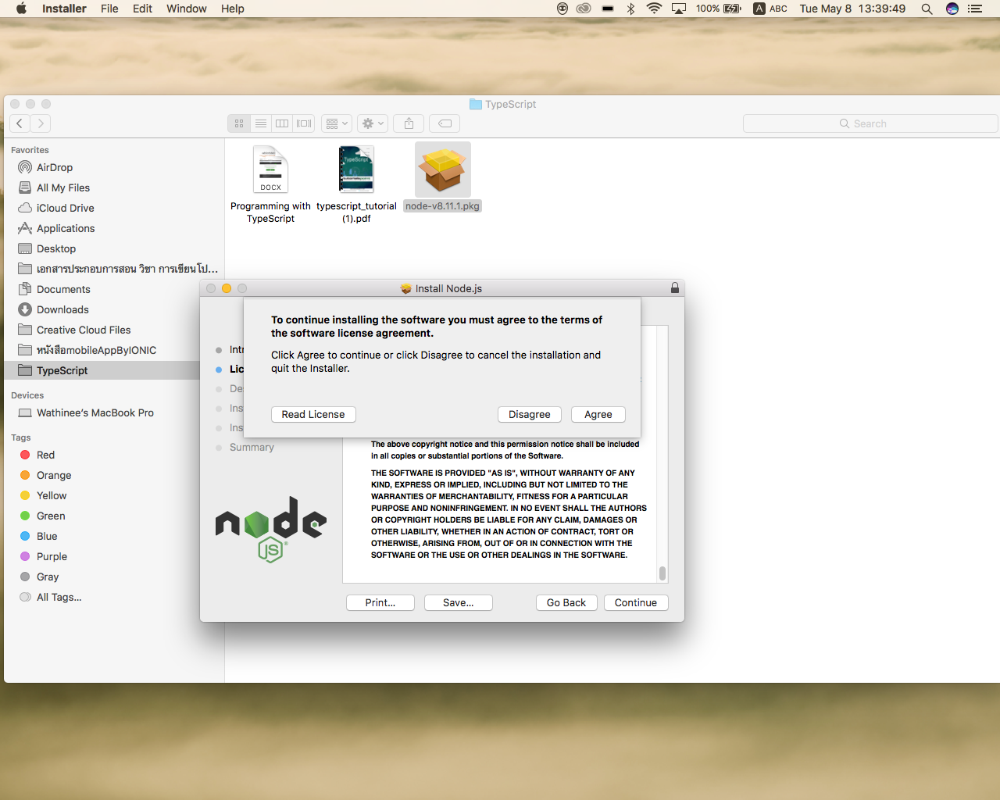 Installer File Edit Window Help 100% A ABC Tue May 8 13:39:49
TypeScript
Search
Favorites
AirDrop
All My Files
iCloud Drive
Applications
Desktop
เอกสารประกอบการสอน วิชา การเขียนโป...
Documents
Downloads
Creative Cloud Files
หนังสือmobileAppByIONIC
TypeScript
Devices
Wathinee's MacBook Pro
Tags
Red
Orange
Yellow
Green
Blue
Purple
Gray
All Tags...
DOCX
Programming with
TypeScript
TypeScript
typescript_tutorial
(1).pdf
node-v8.11.1.pkg
Install Node.js
To continue installing the software you must agree to the terms of
the software license agreement.
Click Agree to continue or click Disagree to cancel the installation and
quit the Installer.
Read License Disagree Agree
Intr
Lic
Des
Ins
Ins
Summary
The above copyright notice and this permission notice shall be included
in all copies or substantial portions of the Software.
THE SOFTWARE IS PROVIDED "AS IS", WITHOUT WARRANTY OF ANY
KIND, EXPRESS OR IMPLIED, INCLUDING BUT NOT LIMITED TO THE
WARRANTIES OF MERCHANTABILITY, FITNESS FOR A PARTICULAR
PURPOSE AND NONINFRINGEMENT. IN NO EVENT SHALL THE AUTHORS
OR COPYRIGHT HOLDERS BE LIABLE FOR ANY CLAIM, DAMAGES OR
OTHER LIABILITY, WHETHER IN AN ACTION OF CONTRACT, TORT OR
OTHERWISE, ARISING FROM, OUT OF OR IN CONNECTION WITH THE
SOFTWARE OR THE USE OR OTHER DEALINGS IN THE SOFTWARE.
node
JS®
Print... Save... Go Back Continue